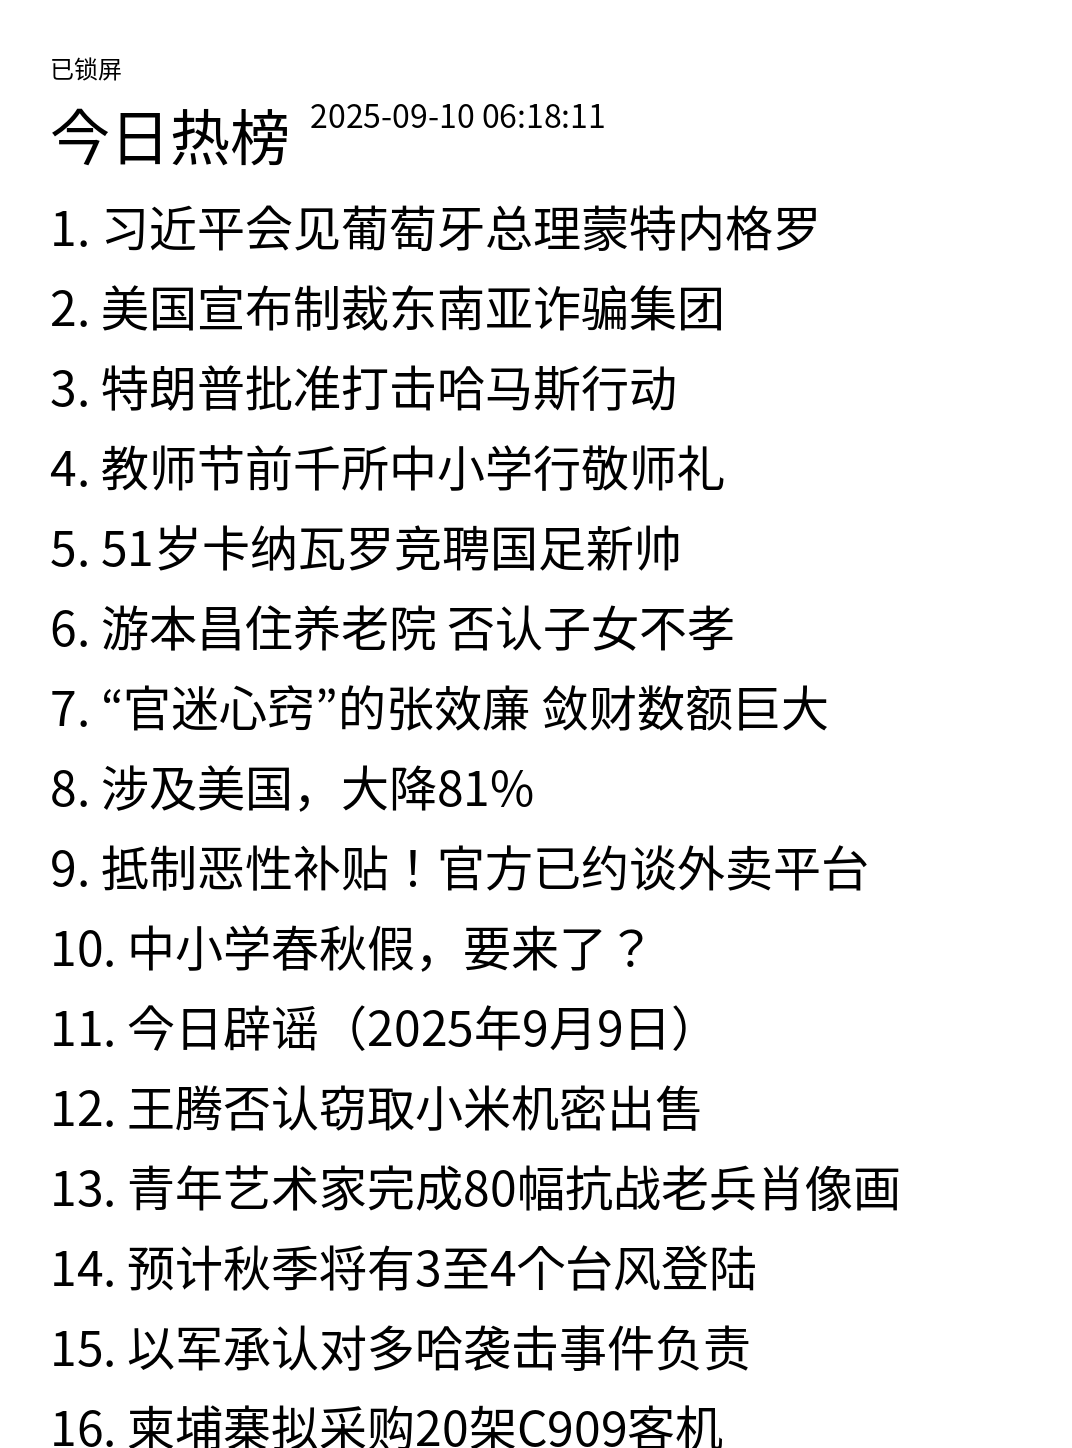 已锁屏
今日热榜 2025-09-10 06:18:11
1. 习近平会见葡萄牙总理蒙特内格罗
2. 美国宣布制裁东南亚诈骗集团
3. 特朗普批准打击哈马斯行动
4. 教师节前千所中小学行敬师礼
5. 51岁卡纳瓦罗竞聘国足新帅
6. 游本昌住养老院 否认子女不孝
7. “官迷心窍”的张效廉 敛财数额巨大
8. 涉及美国，大降81%
9. 抵制恶性补贴！官方已约谈外卖平台
10. 中小学春秋假，要来了？
11. 今日辟谣（2025年9月9日）
12. 王腾否认窃取小米机密出售
13. 青年艺术家完成80幅抗战老兵肖像画
14. 预计秋季将有3至4个台风登陆
15. 以军承认对多哈袭击事件负责
16. 柬埔寨拟采购20架C909客机